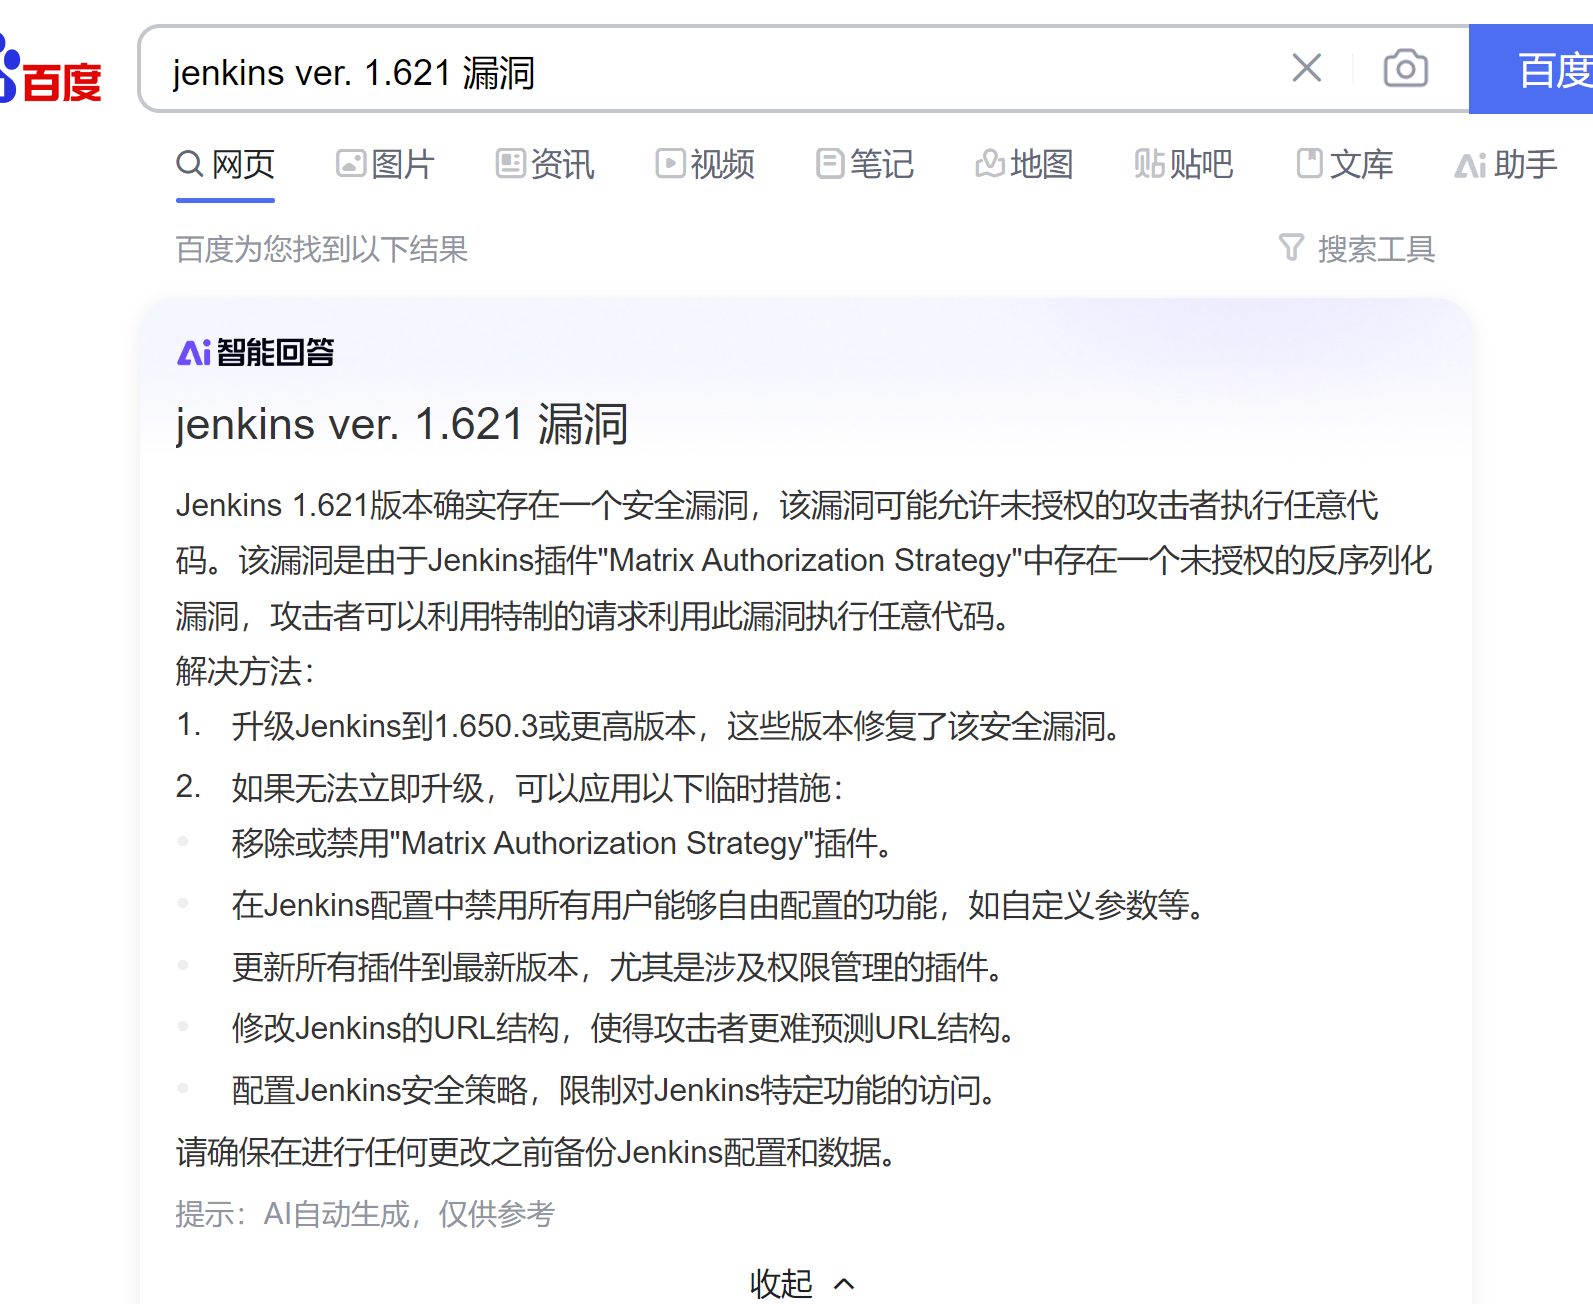 百度
jenkins ver. 1.621 漏洞
百度
网页 图片 资讯 视频 笔记 地图 贴吧 文库 Ai 助手
百度为您找到以下结果 搜索工具
Ai 智能回答
jenkins ver. 1.621 漏洞
Jenkins 1.621版本确实存在一个安全漏洞，该漏洞可能允许未授权的攻击者执行任意代
码。该漏洞是由于Jenkins插件"Matrix Authorization Strategy"中存在一个未授权的反序列化
漏洞，攻击者可以利用特制的请求利用此漏洞执行任意代码。
解决方法：
1. 升级Jenkins到1.650.3或更高版本，这些版本修复了该安全漏洞。
2. 如果无法立即升级，可以应用以下临时措施：
移除或禁用"Matrix Authorization Strategy"插件。
在Jenkins配置中禁用所有用户能够自由配置的功能，如自定义参数等。
更新所有插件到最新版本，尤其是涉及权限管理的插件。
修改Jenkins的URL结构，使得攻击者更难预测URL结构。
配置Jenkins安全策略，限制对Jenkins特定功能的访问。
请确保在进行任何更改之前备份Jenkins配置和数据。
提示：AI自动生成，仅供参考
收起